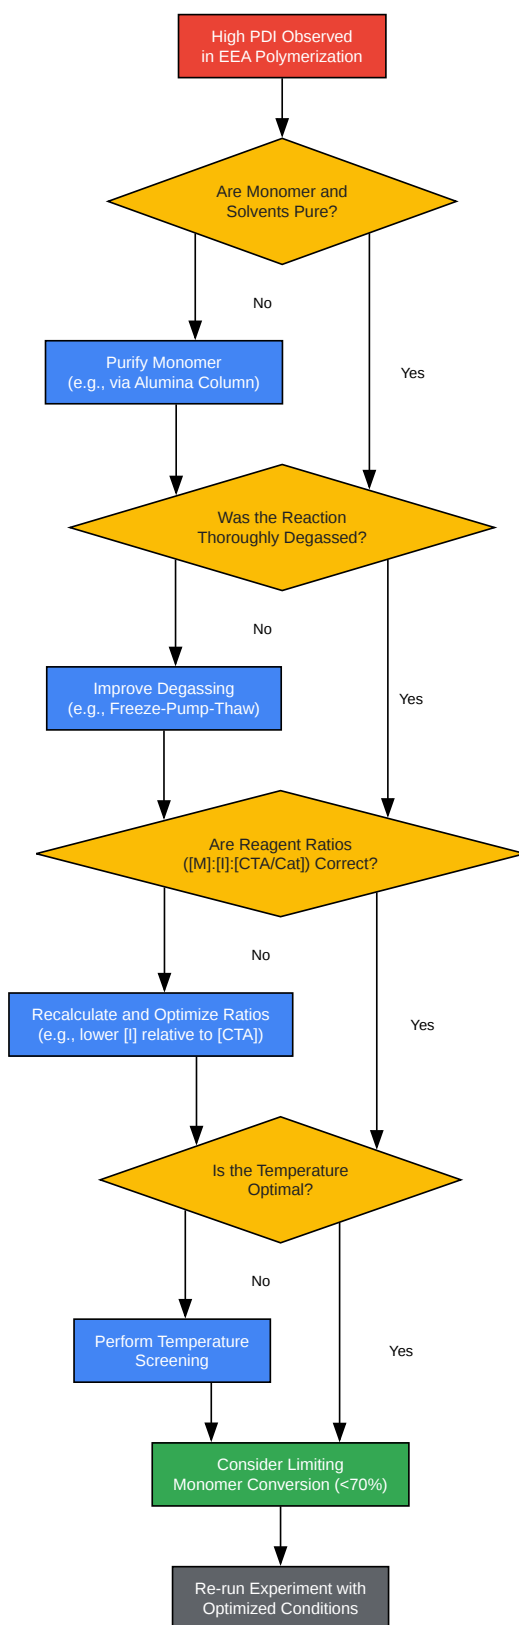 High PDI Observed
in EEA Polymerization
Are Monomer and
Solvents Pure?
No
Purify Monomer
(e.g., via Alumina Column)
Yes
Was the Reaction
Thoroughly Degassed?
No
Improve Degassing
(e.g., Freeze-Pump-Thaw)
Yes
Are Reagent Ratios
([M]:[I]:[CTA/Cat]) Correct?
No
Recalculate and Optimize Ratios
(e.g., lower [I] relative to [CTA])
Yes
Is the Temperature
Optimal?
No
Perform Temperature
Screening
Yes
Consider Limiting
Monomer Conversion (<70%)
Re-run Experiment with
Optimized Conditions